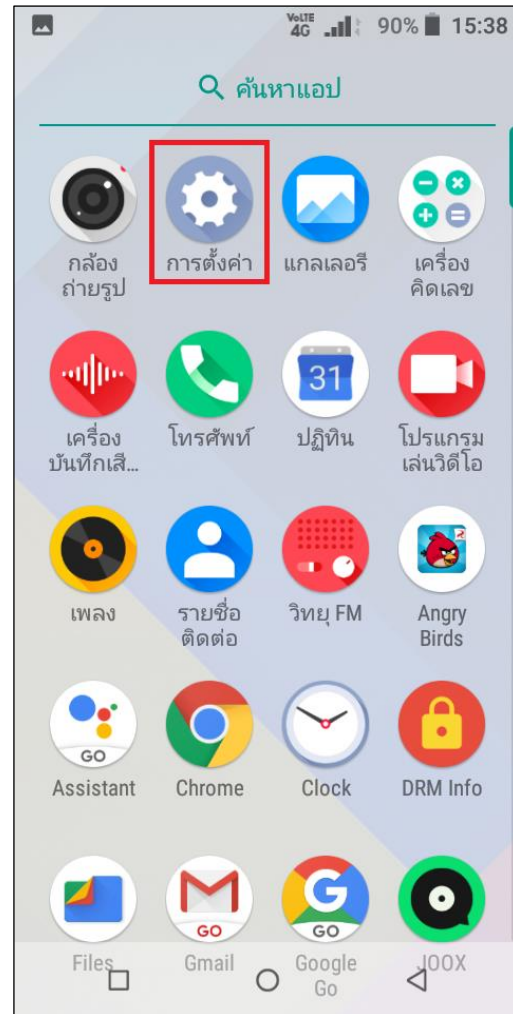 VoLTE
4G 90% 15:38
ค้นหาแอป
กล้อง
ถ่ายรูป
การตั้งค่า
แกลเลอรี
เครื่อง
คิดเลข
เครื่อง
บันทึกเสี...
โทรศัพท์
31
ปฏิทิน
โปรแกรม
เล่นวิดีโอ
เพลง
รายชื่อ
ติดต่อ
วิทยุ FM
Angry
Birds
GO
Assistant
Chrome
Clock
DRM Info
Files
GO
Gmail
G
GO
Google
Go
JOOX